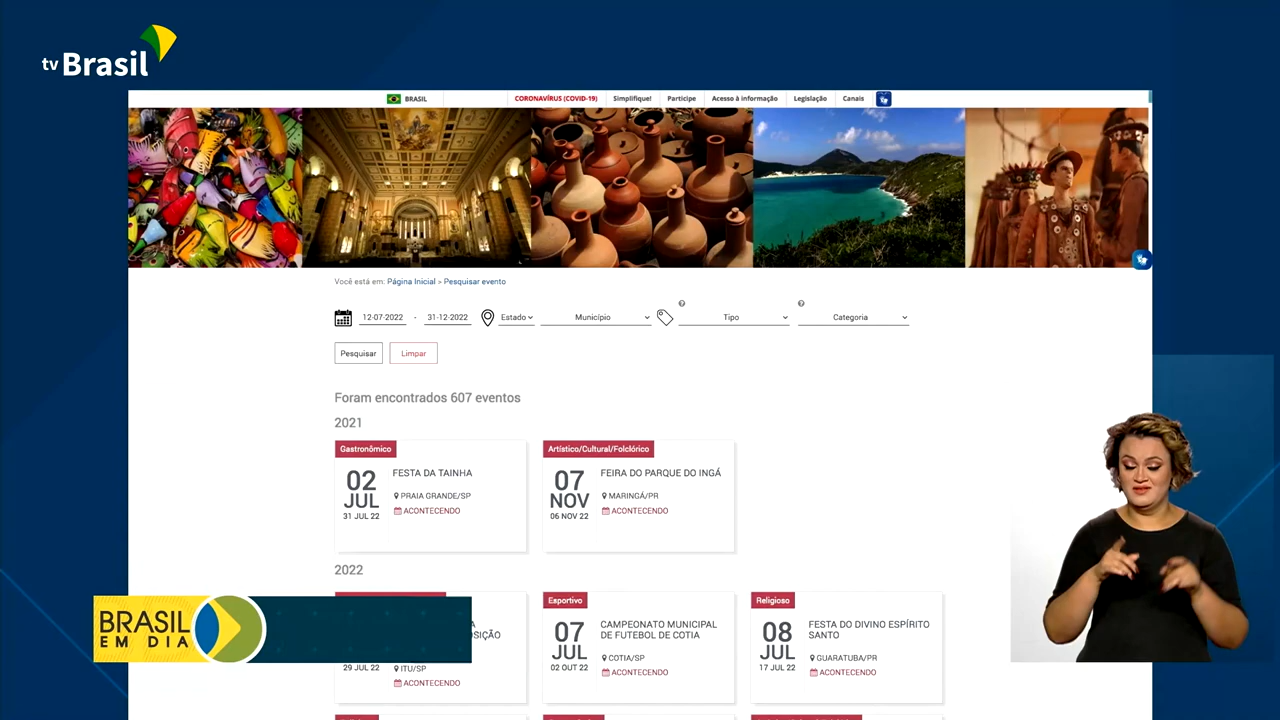 tv Brasil
BRASIL
CORONAVÍRUS (COVID-19) Simplifique! Participe Acesso à informação Legislação Canais
Você está em: Página Inicial > Pesquisar evento
12-07-2022 - 31-12-2022 Estado Município Tipo Categoria
Pesquisar Limpar
Foram encontrados 607 eventos
2021
Gastronômico
02
JUL
31 JUL 22
FESTA DA TAINHA
PRAIA GRANDE/SP
ACONTECENDO
Artístico/Cultural/Folclórico
07
NOV
06 NOV 22
FEIRA DO PARQUE DO INGÁ
MARINGÁ/PR
ACONTECENDO
2022
29 JUL 22
ITU/SP
ACONTECENDO
Esportivo
07
JUL
02 OUT 22
CAMPEONATO MUNICIPAL
DE FUTEBOL DE COTIA
COTIA/SP
ACONTECENDO
Religioso
08
JUL
17 JUL 22
FESTA DO DIVINO ESPÍRITO
SANTO
GUARATUBA/PR
ACONTECENDO
BRASIL
EM DIA